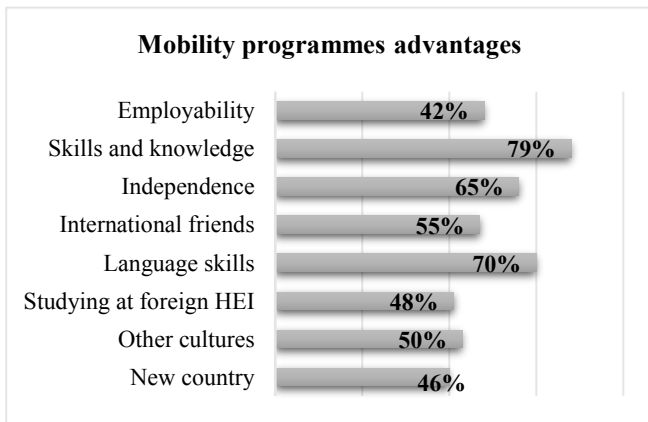 Mobility programmes advantages
Employability 42%
Skills and knowledge 79%
Independence 65%
International friends 55%
Language skills 70%
Studying at foreign HEI 48%
Other cultures 50%
New country 46%